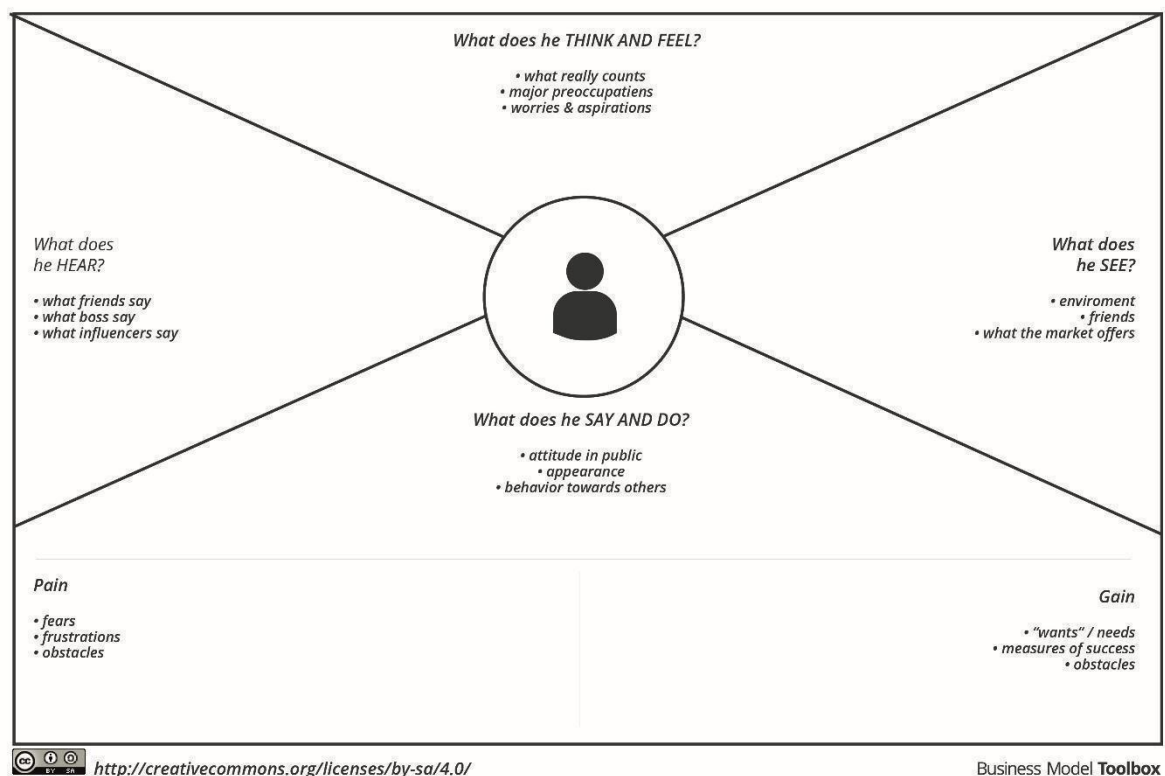 What does he THINK AND FEEL?
• what really counts
• major preoccupatiens
• worries & aspirations
What does
he HEAR?
• what friends say
• what boss say
• what influencers say
What does
he SEE?
• enviroment
• friends
• what the market offers
What does he SAY AND DO?
• attitude in public
• appearance
• behavior towards others
Pain
• fears
• frustrations
• obstacles
Gain
• "wants" / needs
• measures of success
• obstacles
cc BY SA
http://creativecommons.org/licenses/by-sa/4.0/
Business Model Toolbox